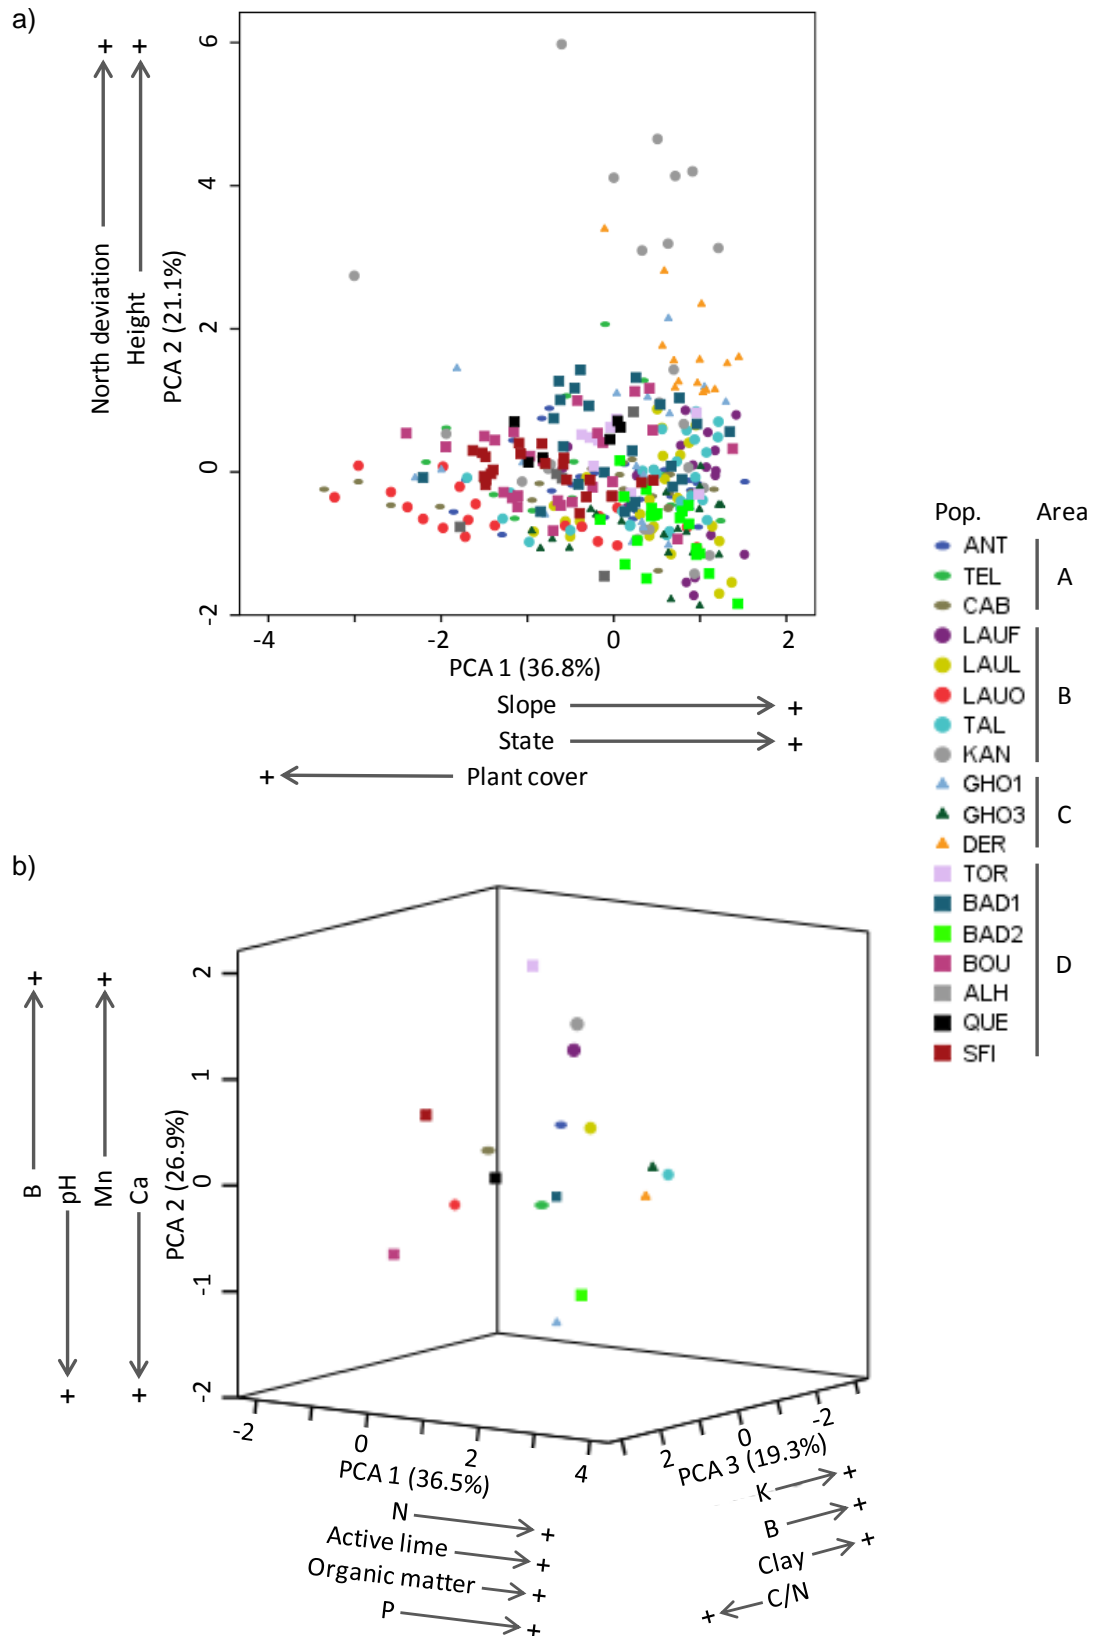 a)
+ +
North deviation
Height
PCA 2 (21.1%)
6
4
2
0
-2
-4 -2 0 2
PCA 1 (36.8%)
Slope +
State +
+ Plant cover
Pop. Area
ANT
TEL
CAB
A
LAUF
LAUL
LAUO
TAL
KAN
B
GHO1
GHO3
DER
C
TOR
BAD1
BAD2
BOU
ALH
QUE
SFI
D
b)
+ +
B
pH
Mn
Ca
+ +
PCA 2 (26.9%)
2
1
0
-1
-2
-2 0 2 4
PCA 1 (36.5%)
2 0 -2
PCA 3 (19.3%)
N +
Active lime +
Organic matter +
P +
K +
B +
Clay +
+ C/N